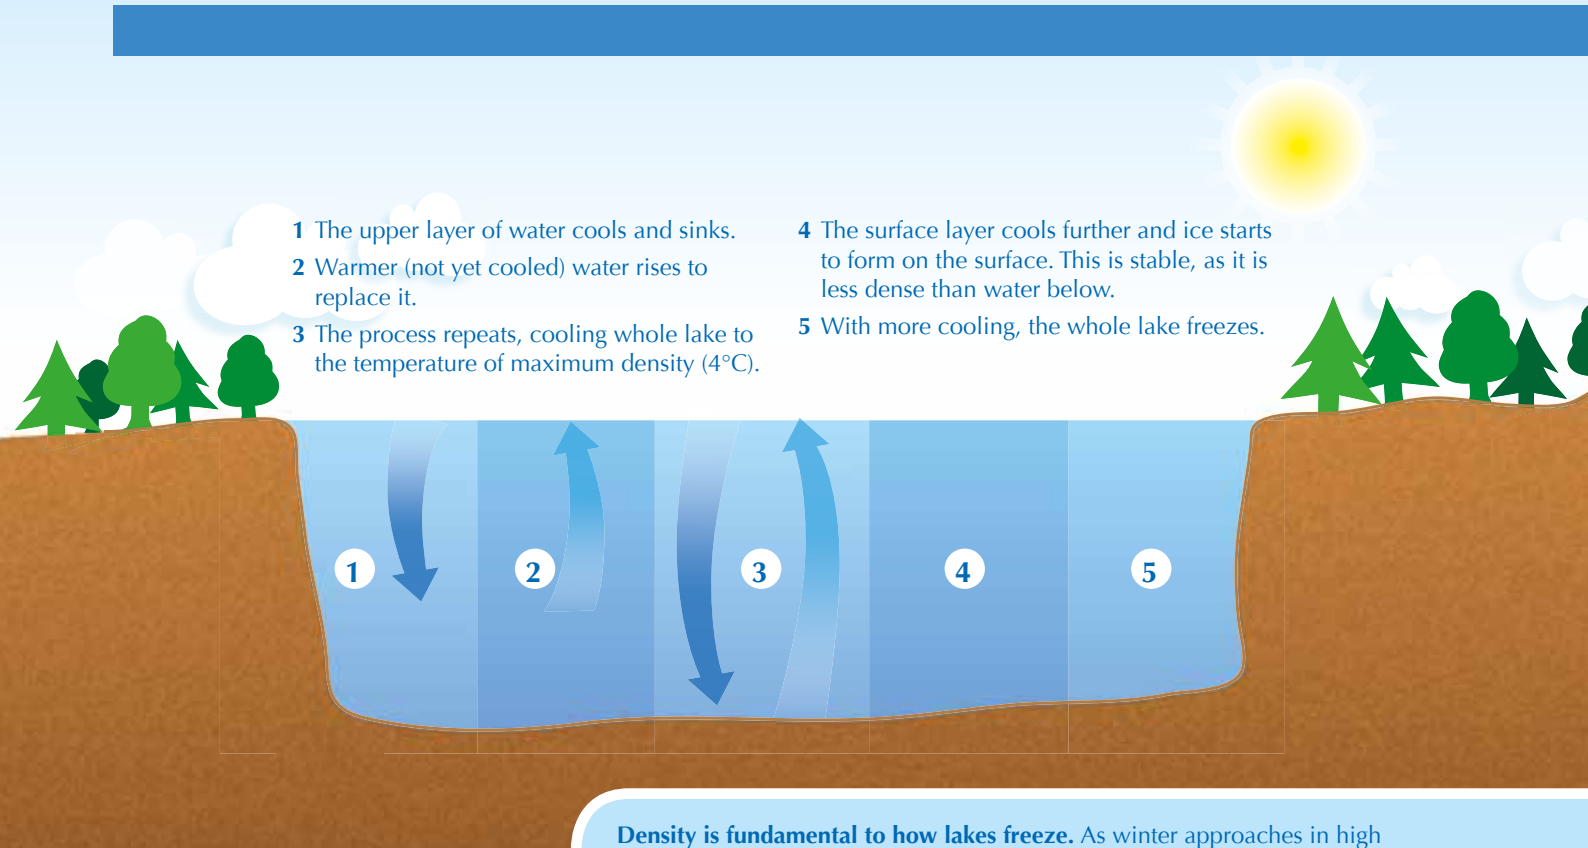 1 The upper layer of water cools and sinks.
2 Warmer (not yet cooled) water rises to
replace it.
3 The process repeats, cooling whole lake to
the temperature of maximum density (4°C).
4 The surface layer cools further and ice starts
to form on the surface. This is stable, as it is
less dense than water below.
5 With more cooling, the whole lake freezes.
1
2
3
4
5
Density is fundamental to how lakes freeze. As winter approaches in high